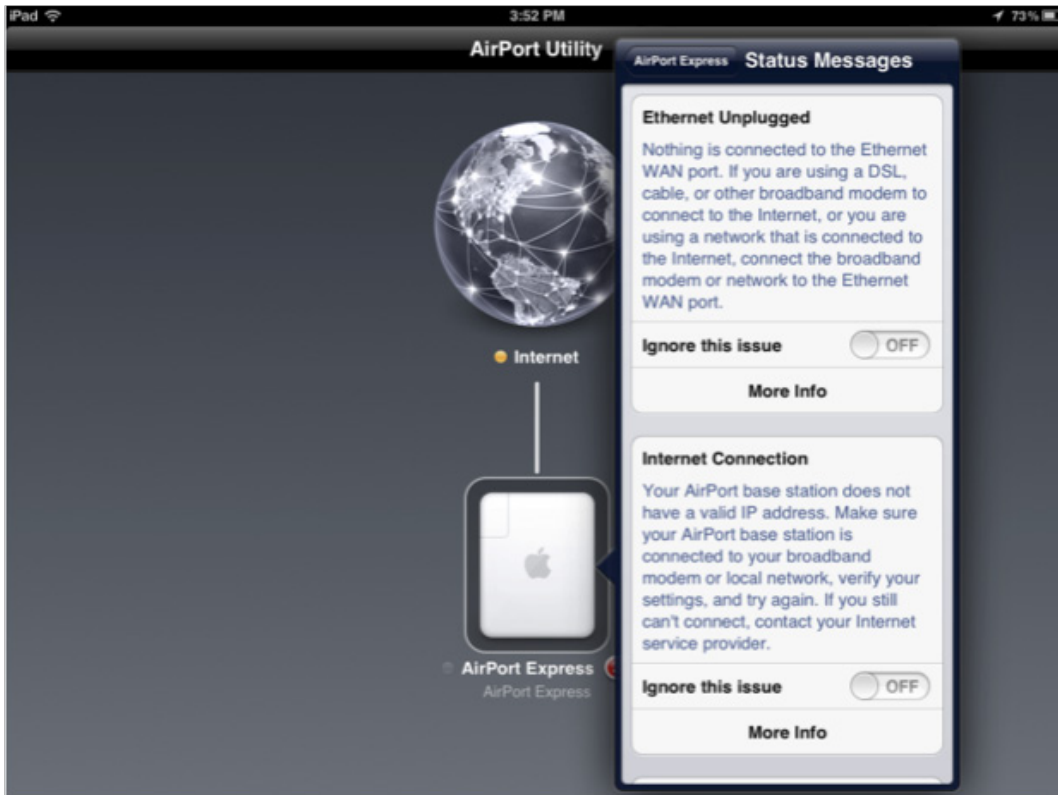 iPad 3:52 PM 73%
AirPort Utility
AirPort Express Status Messages
Ethernet Unplugged
Nothing is connected to the Ethernet
WAN port. If you are using a DSL,
cable, or other broadband modem to
connect to the Internet, or you are
using a network that is connected to
the Internet, connect the broadband
modem or network to the Ethernet
WAN port.
Ignore this issue OFF
More Info
Internet
Internet Connection
Your AirPort base station does not
have a valid IP address. Make sure
your AirPort base station is
connected to your broadband
modem or local network, verify your
settings, and try again. If you still
can't connect, contact your Internet
service provider.
Ignore this issue OFF
More Info
AirPort Express
AirPort Express